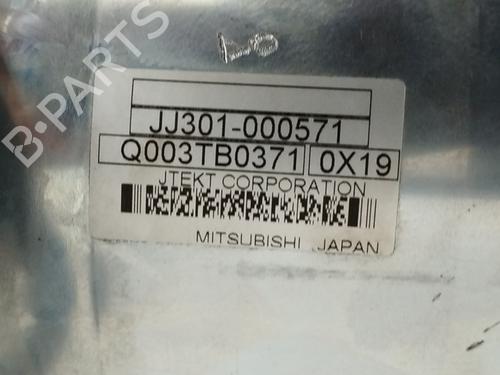 B-PARTS
JJ301-000571
Q003TB0371 0X19
JTEKT CORPORATION
MITSUBISHI JAPAN